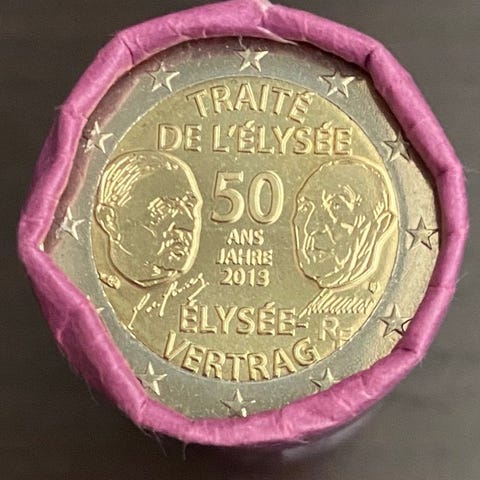 TRAITÉ
DE L'ÉLYSÉE
50
ANS
JAHRE
2013
ÉLYSÉE-
VERTRAG
RF